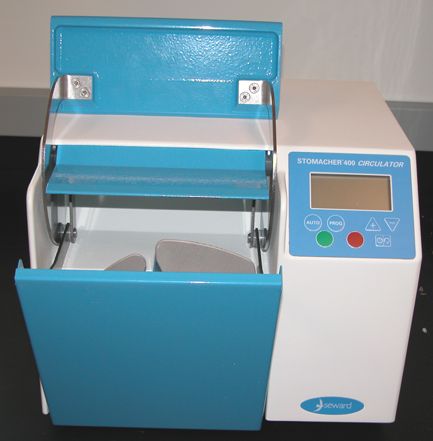 STOMACHER 400 CIRCULATOR
AUTO PROG
seward